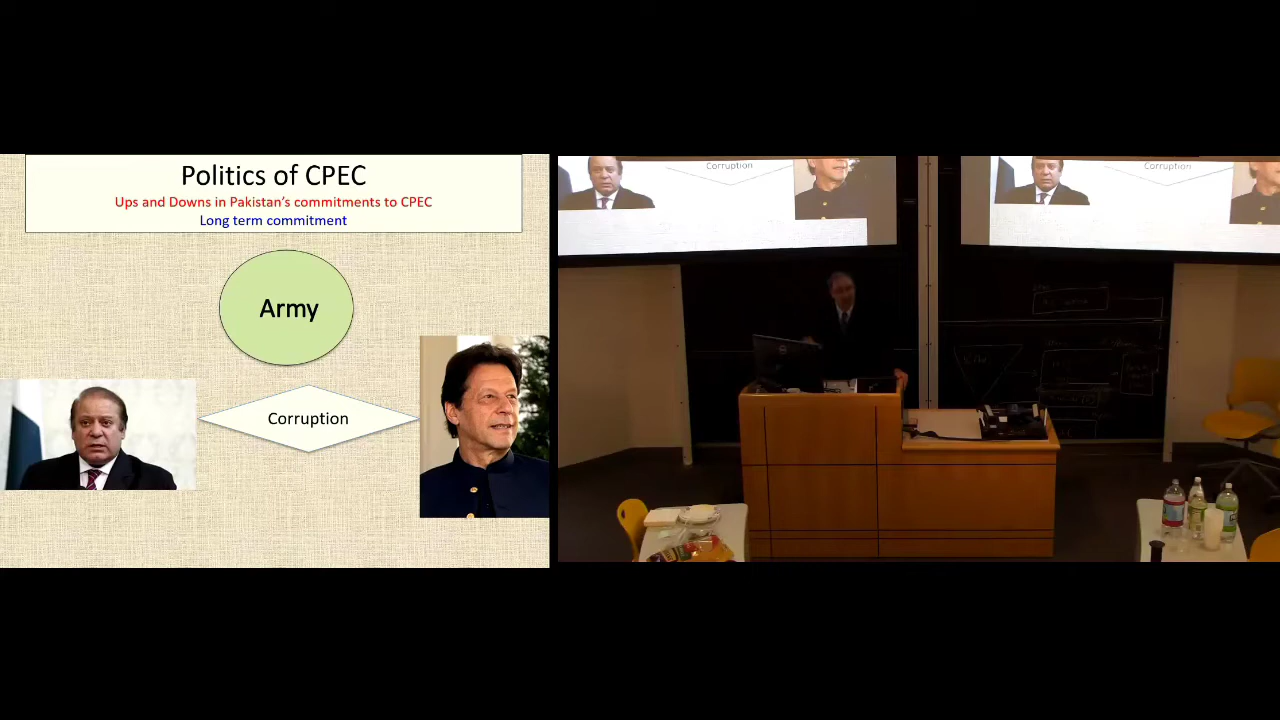 Politics of CPEC
Ups and Downs in Pakistan's commitments to CPEC
Long term commitment
Army
Corruption
Corruption
Corruption